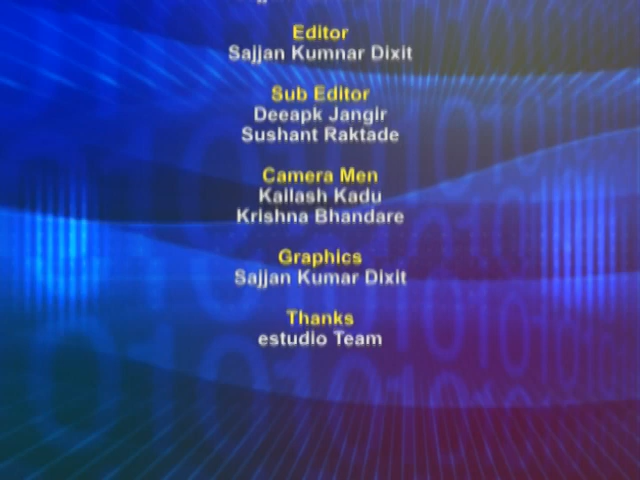 Editor
Sajjan Kumnar Dixit
Sub Editor
Deeapk Jangir
Sushant Raktade
Camera Men
Kailash Kadu
Krishna Bhandare
Graphics
Sajjan Kumar Dixit
Thanks
estudio Team